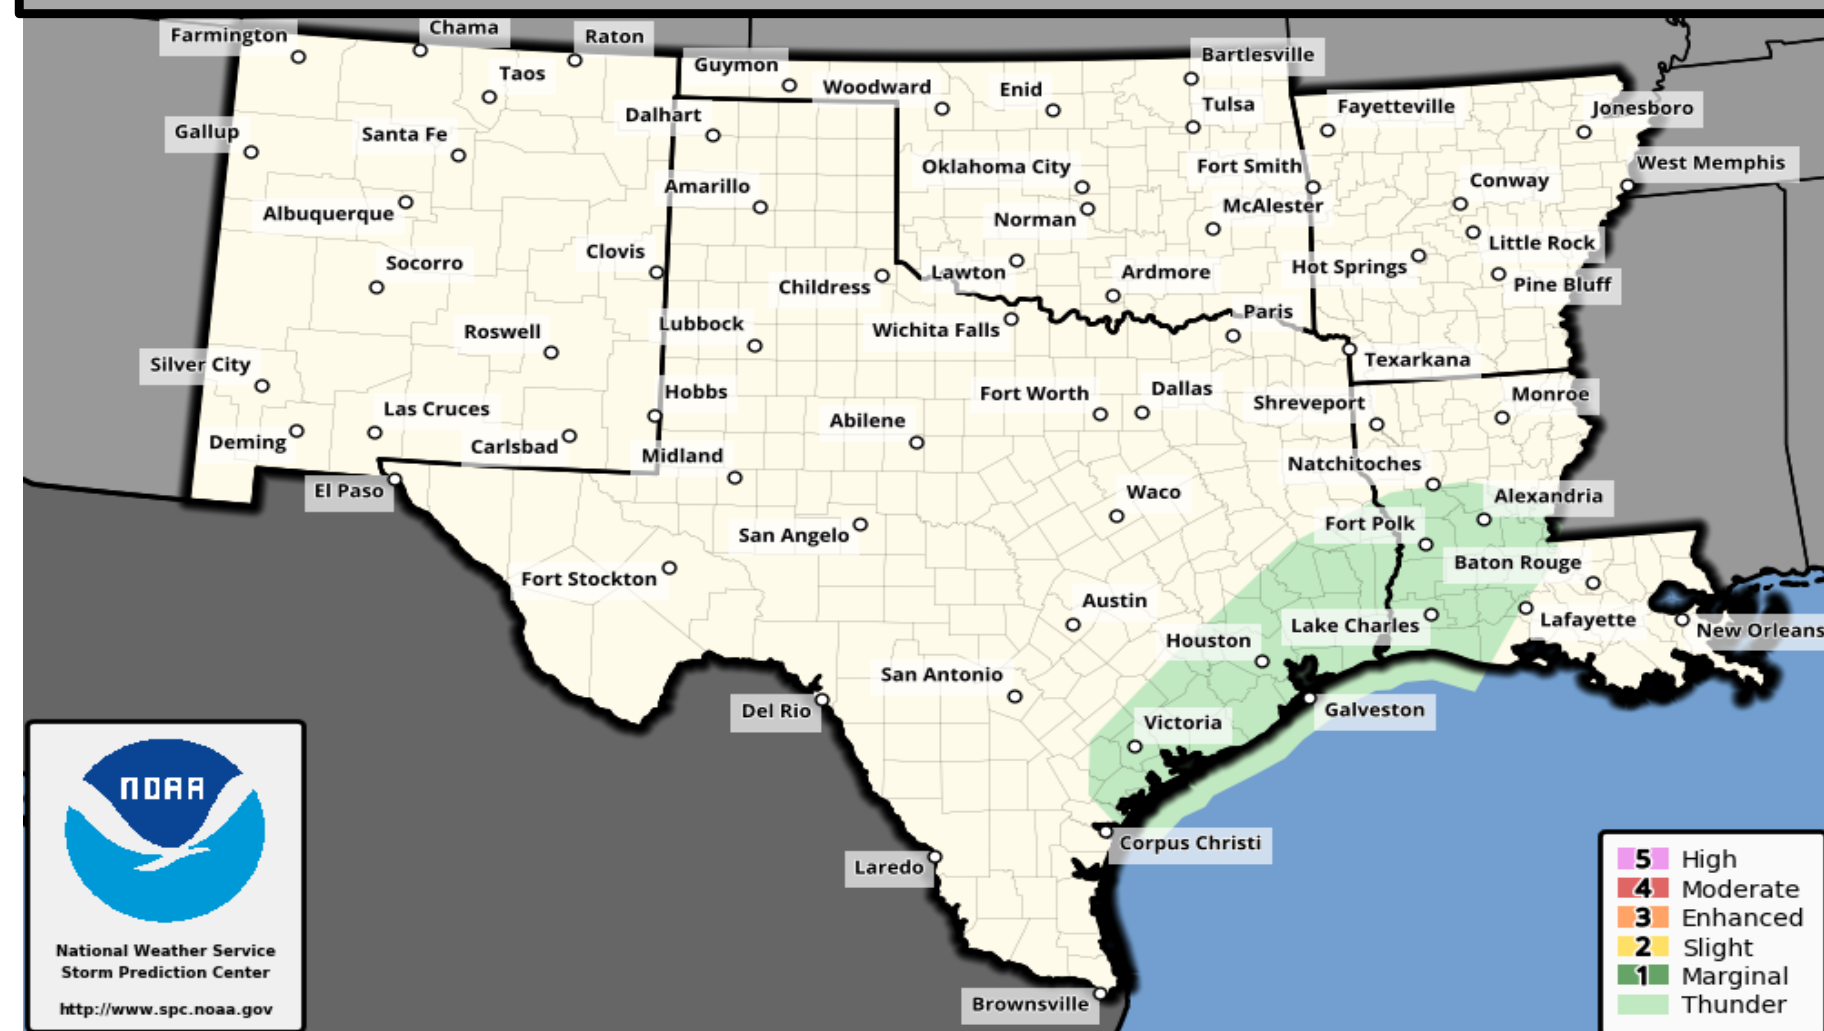 Farmington
Chama
Raton
Taos
Guymon
Woodward
Enid
Bartlesville
Tulsa
Fayetteville
Jonesboro
Dalhart
Gallup
Santa Fe
Oklahoma City
Fort Smith
West Memphis
Conway
Amarillo
Albuquerque
Norman
McAlester
Little Rock
Socorro
Clovis
Childress
Lawton
Ardmore
Hot Springs
Pine Bluff
Roswell
Lubbock
Wichita Falls
Paris
Texarkana
Silver City
Hobbs
Fort Worth
Dallas
Shreveport
Monroe
Las Cruces
Deming
Carlsbad
Midland
Abilene
Natchitoches
El Paso
Waco
Alexandria
San Angelo
Fort Polk
Fort Stockton
Baton Rouge
Austin
Lake Charles
Lafayette
New Orleans
Houston
San Antonio
Del Rio
Victoria
Galveston
Corpus Christi
Laredo
Brownsville
NOAA
National Weather Service
Storm Prediction Center
http://www.spc.noaa.gov
5 High
4 Moderate
3 Enhanced
2 Slight
1 Marginal
Thunder